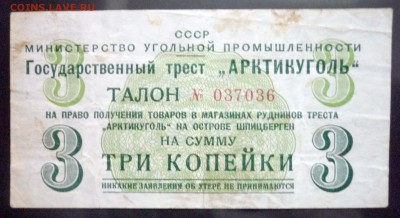 COINS.LAVE.RU
СССР
МИНИСТЕРСТВО УГОЛЬНОЙ ПРОМЫШЛЕННОСТИ
Государственный трест „АРКТИКУГОЛЬ"
3 3
ТАЛОН № 037036
НА ПРАВО ПОЛУЧЕНИЯ ТОВАРОВ В МАГАЗИНАХ РУДНИКОВ ТРЕСТА
„АРКТИКУГОЛЬ" НА ОСТРОВЕ ШПИЦБЕРГЕН
НА СУММУ
3 ТРИ КОПЕЙКИ 3
НИКАКИЕ ЗАЯВЛЕНИЯ ОБ УТЕРЕ НЕ ПРИНИМАЮТСЯ